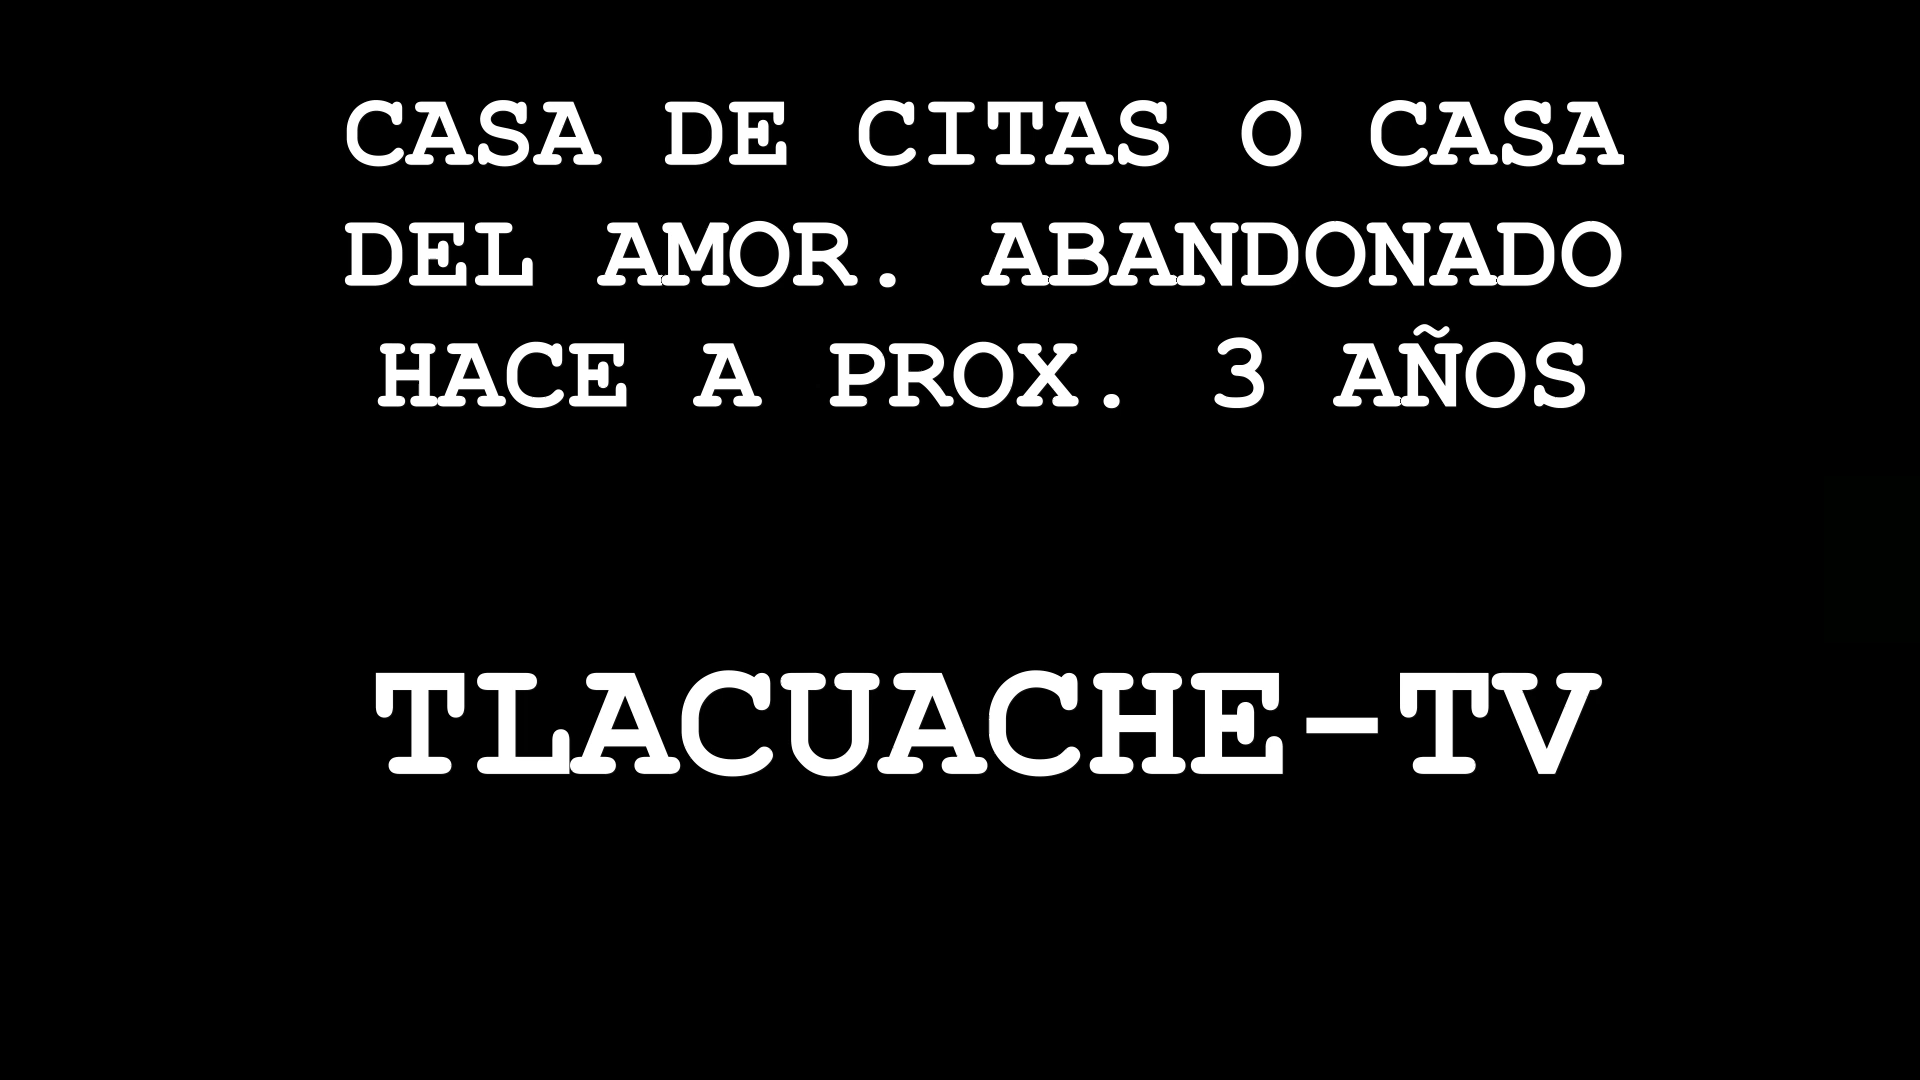 CASA DE CITAS O CASA
DEL AMOR. ABANDONADO
HACE A PROX. 3 AÑOS
TLACUACHE-TV